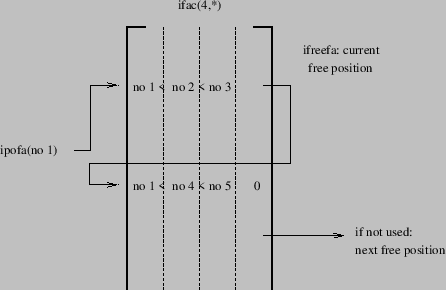 ifac(4,*)
ifreefa: current
free position
no 1 < no 2 < no 3
ipofa(no 1)
no 1 < no 4 < no 5 0
if not used:
next free position